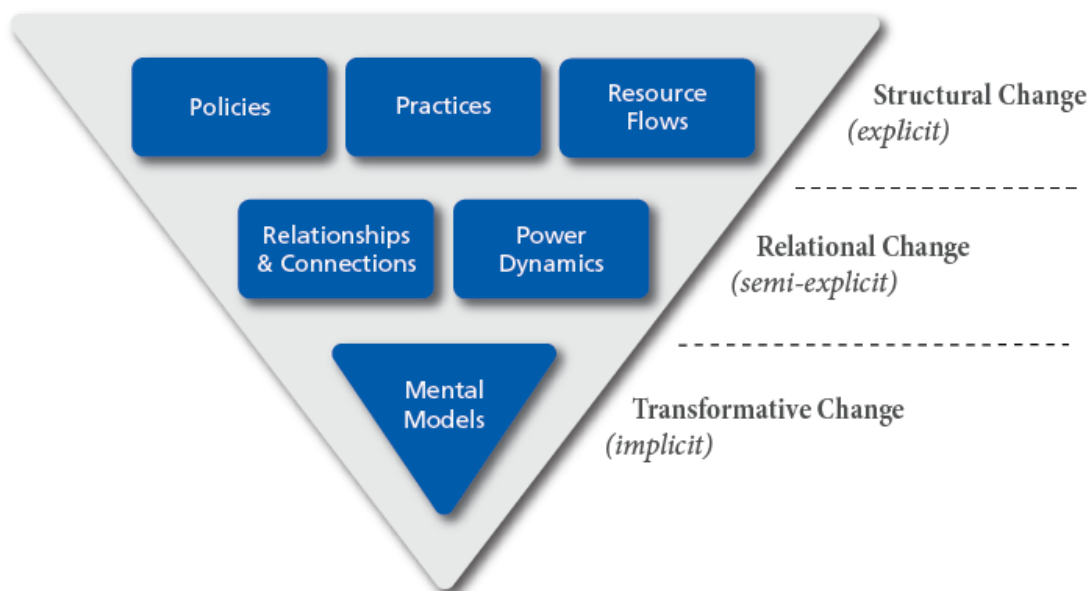 Policies
Practices
Resource
Flows
Structural Change
(explicit)
Relationships
& Connections
Power
Dynamics
Relational Change
(semi-explicit)
Mental
Models
Transformative Change
(implicit)